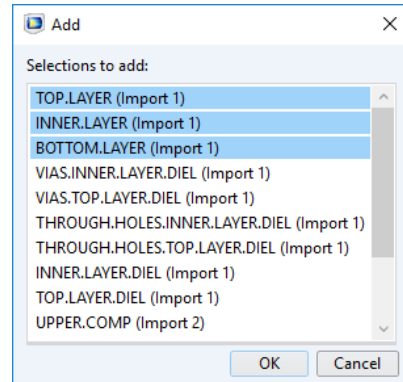 Add
Selections to add:
TOP.LAYER (Import 1)
INNER.LAYER (Import 1)
BOTTOM.LAYER (Import 1)
VIAS.INNER.LAYER.DIEL (Import 1)
VIAS.TOP.LAYER.DIEL (Import 1)
THROUGH.HOLES.INNER.LAYER.DIEL (Import 1)
THROUGH.HOLES.TOP.LAYER.DIEL (Import 1)
INNER.LAYER.DIEL (Import 1)
TOP.LAYER.DIEL (Import 1)
UPPER.COMP (Import 2)
OK Cancel